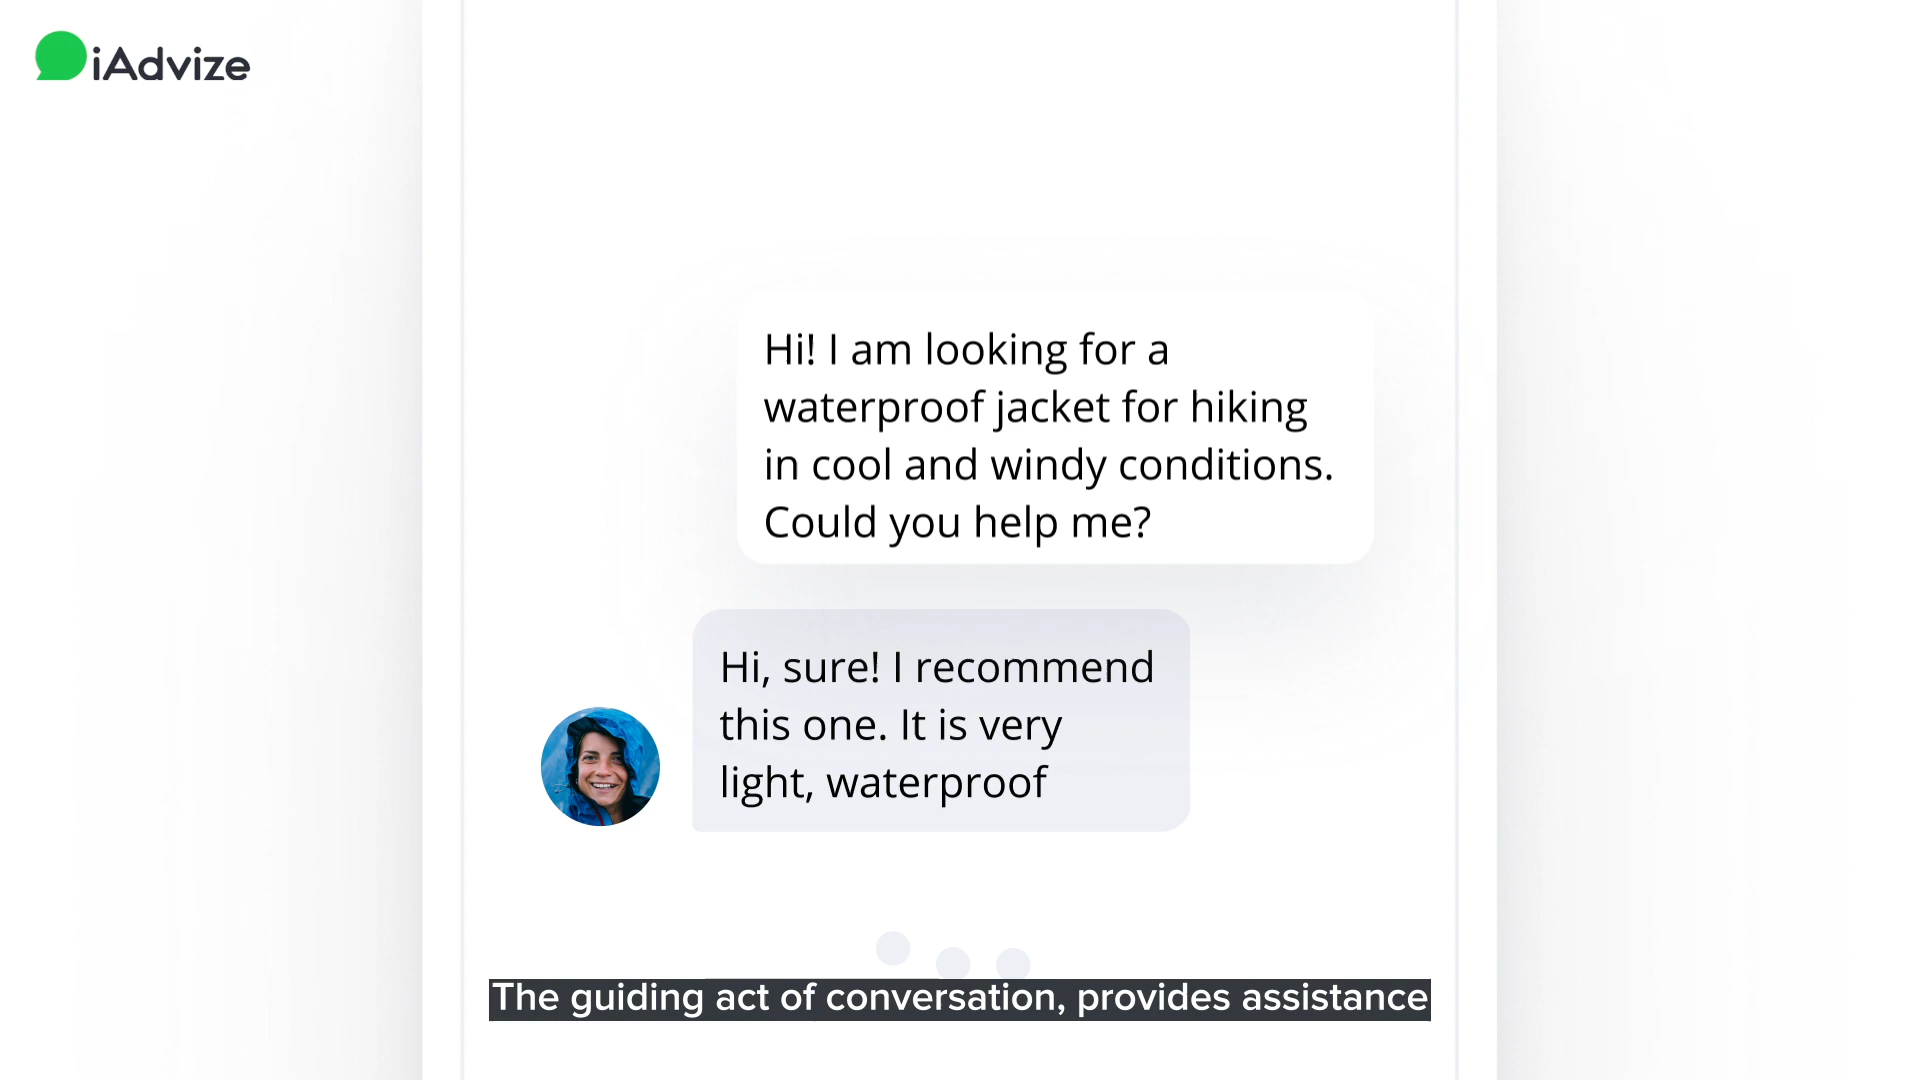 iAdvize
Hi! I am looking for a
waterproof jacket for hiking
in cool and windy conditions.
Could you help me?
Hi, sure! I recommend
this one. It is very
light, waterproof
The guiding act of conversation, provides assistance